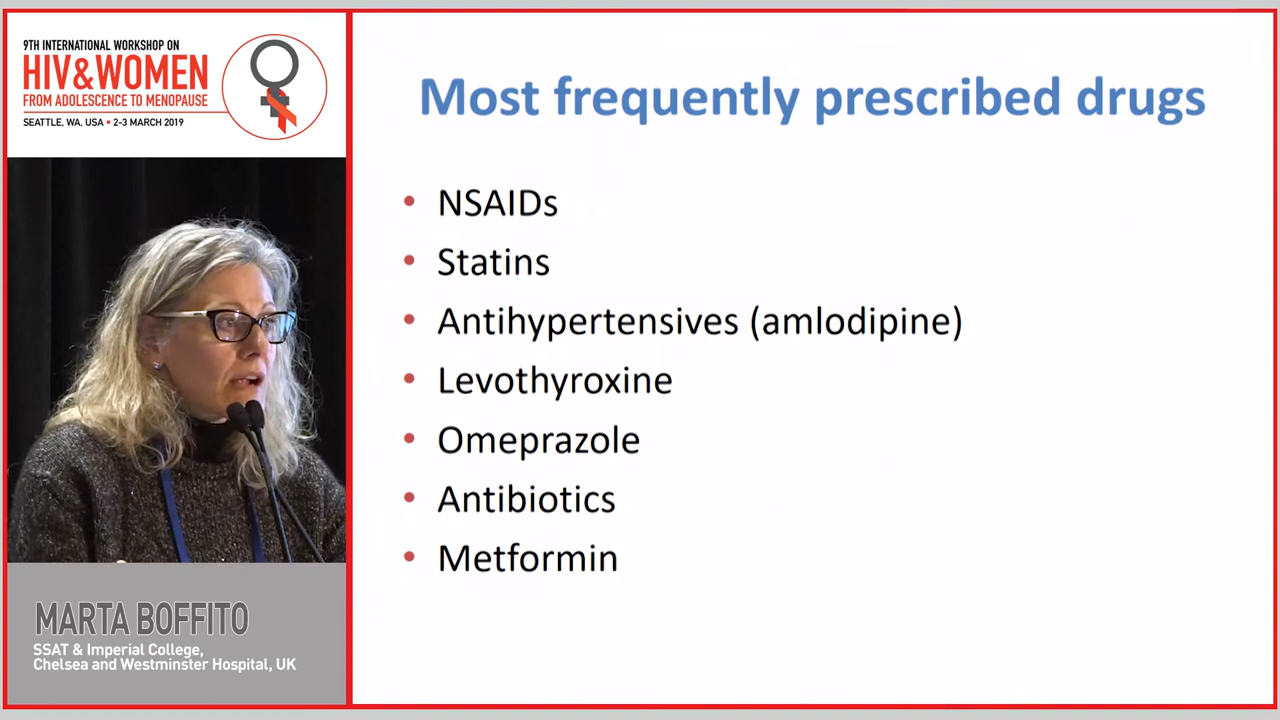 9TH INTERNATIONAL WORKSHOP ON
HIV&WOMEN
FROM ADOLESCENCE TO MENOPAUSE
SEATTLE, WA, USA • 2-3 MARCH 2019
Most frequently prescribed drugs
• NSAIDs
• Statins
• Antihypertensives (amlodipine)
• Levothyroxine
• Omeprazole
• Antibiotics
• Metformin
MARTA BOFFITO
SSAT & Imperial College,
Chelsea and Westminster Hospital, UK